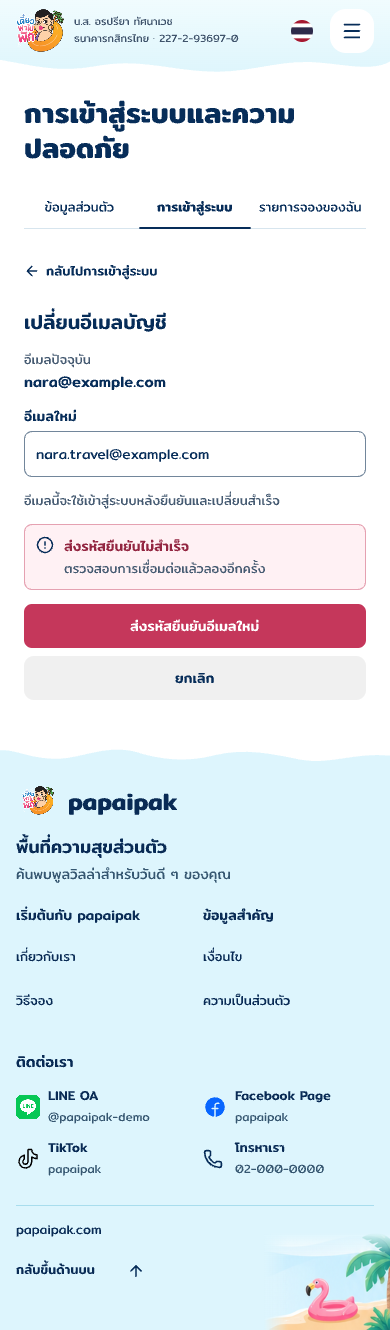 น.ส. อรปรียา ทัศนาเวช
ธนาคารกสิกรไทย · 227-2-93697-0
การเข้าสู่ระบบและความ
ปลอดภัย
ข้อมูลส่วนตัว
การเข้าสู่ระบบ
รายการจองของฉัน
กลับไปการเข้าสู่ระบบ
เปลี่ยนอีเมลบัญชี
อีเมลปัจจุบัน
nara@example.com
อีเมลใหม่
nara.travel@example.com
อีเมลนี้จะใช้เข้าสู่ระบบหลังยืนยันและเปลี่ยนสำเร็จ
ส่งรหัสยืนยันไม่สำเร็จ
ตรวจสอบการเชื่อมต่อแล้วลองอีกครั้ง
ส่งรหัสยืนยันอีเมลใหม่
ยกเลิก
papaipak
พื้นที่ความสุขส่วนตัว
ค้นพบพูลวิลล่าสำหรับวันดี ๆ ของคุณ
เริ่มต้นกับ papaipak
ข้อมูลสำคัญ
เกี่ยวกับเรา
เงื่อนไข
วิธีจอง
ความเป็นส่วนตัว
ติดต่อเรา
LINE OA
@papaipak-demo
Facebook Page
papaipak
TikTok
papaipak
โทรหาเรา
02-000-0000
papaipak.com
กลับขึ้นด้านบน